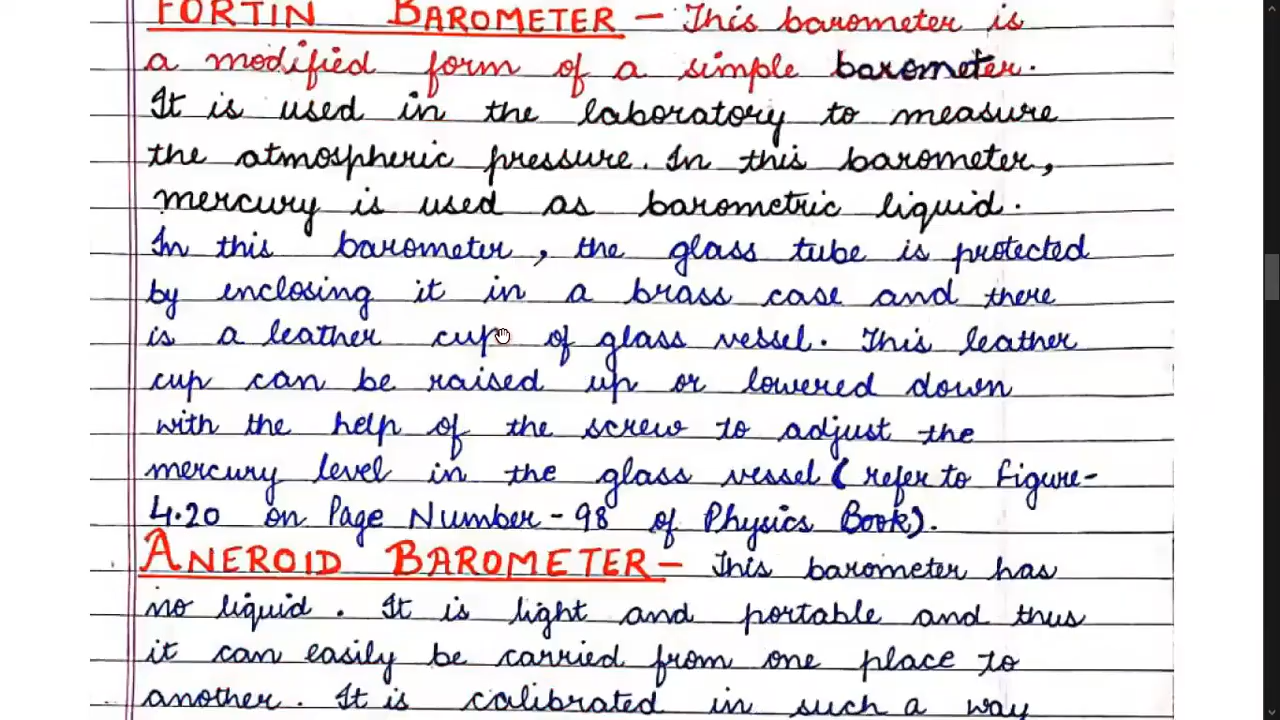 FORTIN BAROMETER - This barometer is
a modified form of a simple barometer.
It is used in the laboratory to measure
the atmospheric pressure. In this barometer,
mercury is used as barometric liquid.
In this barometer, the glass tube is protected
by enclosing it in a brass case and there
is a leather cup of glass vessel. This leather
cup can be raised up or lowered down
with the help of the screw to adjust the
mercury level in the glass vessel (refer to Figure-
4.20 on Page Number-98 of Physics Book).
ANEROID BAROMETER - This barometer has
no liquid. It is light and portable and thus
it can easily be carried from one place to
another. It is calibrated in such a way